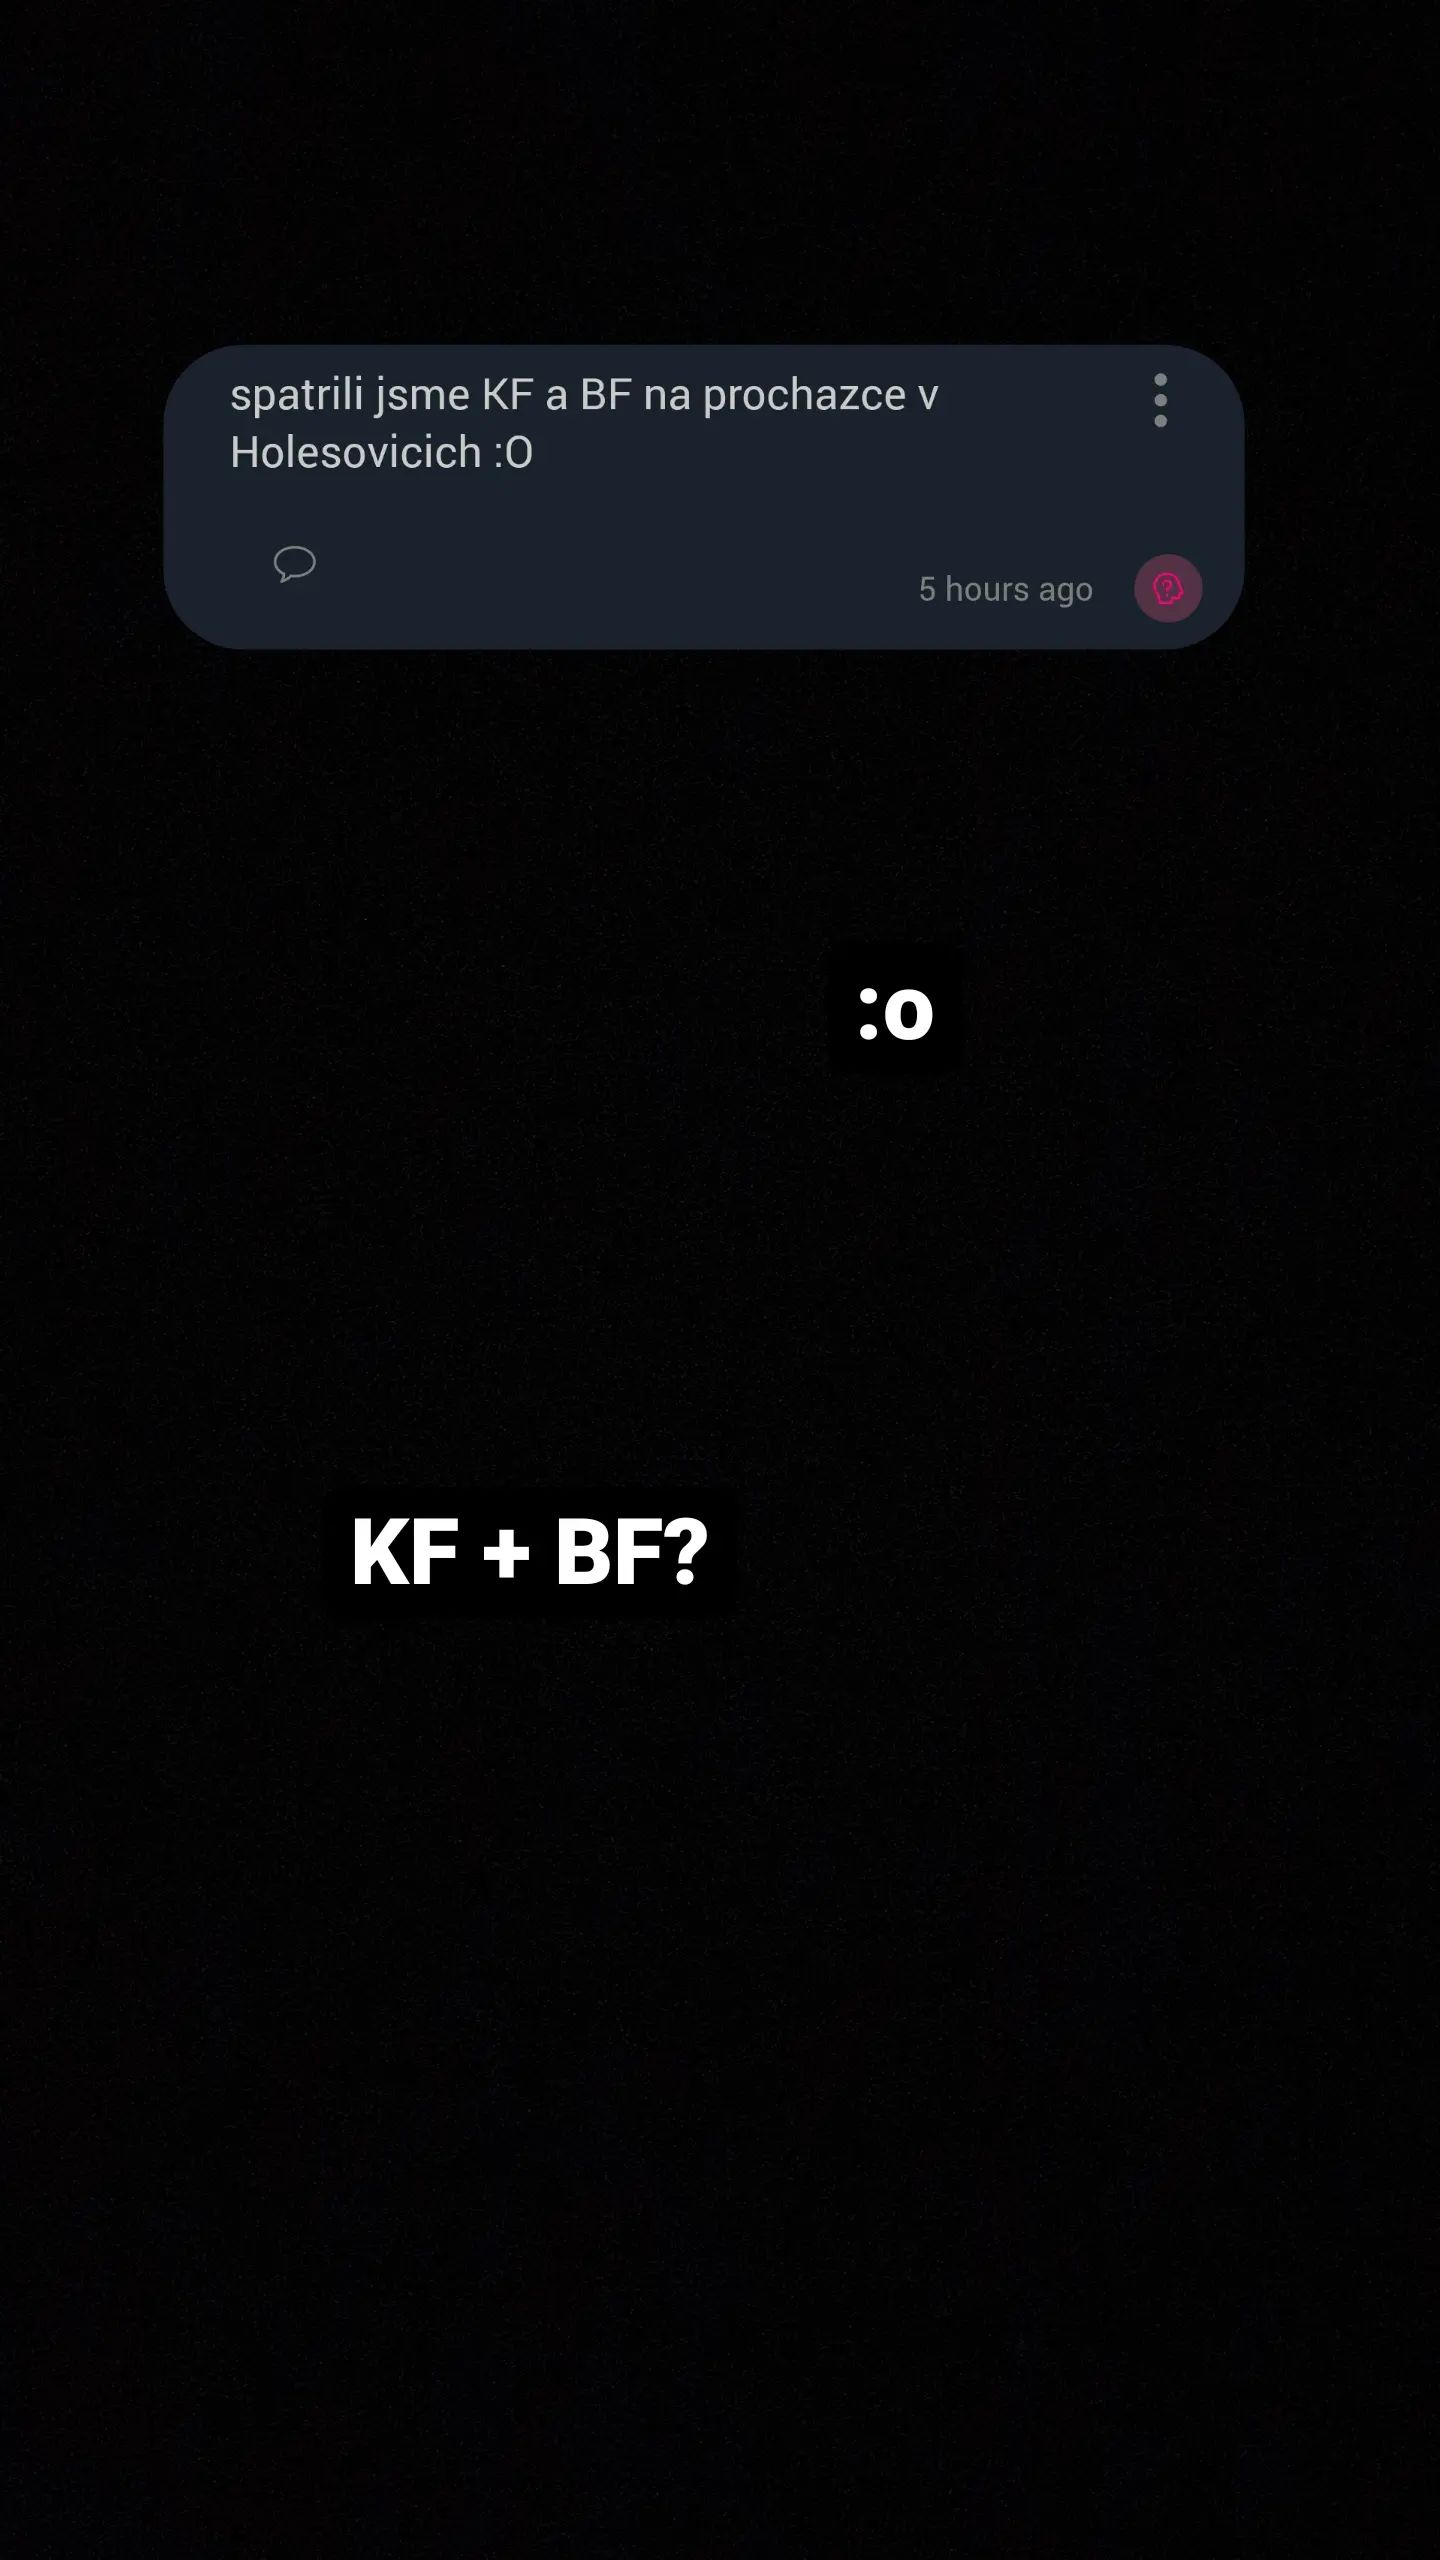 spatrili jsme KF a BF na prochazce v
Holesovicich :O
5 hours ago
:o
KF + BF?